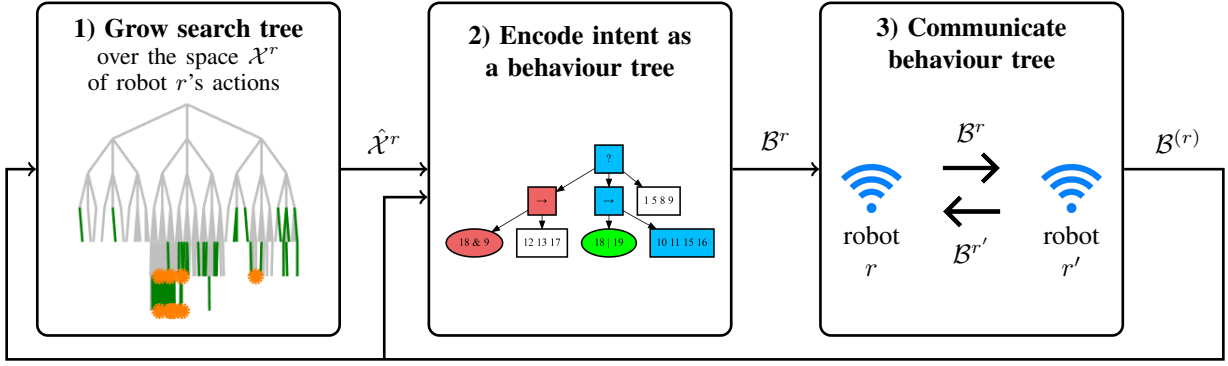 1) Grow search tree
over the space 𝒳^r
of robot r's actions
𝒳̂^r
2) Encode intent as
a behaviour tree
?
→
→
1 5 8 9
18 & 9
12 13 17
18 | 19
10 11 15 16
ℬ^r
3) Communicate
behaviour tree
ℬ^r
ℬ^r′
robot
r
robot
r′
ℬ^(r)